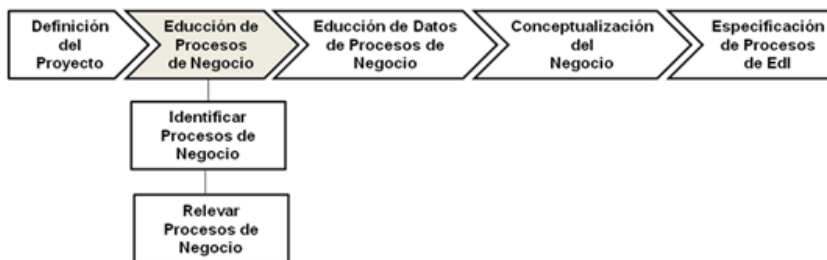 Definición
del
Proyecto
Educción de
Procesos
de Negocio
Educción de Datos
de Procesos de
Negocio
Conceptualización
del
Negocio
Especificación
de Procesos
de EdI
Identificar
Procesos de
Negocio
Relevar
Procesos de
Negocio